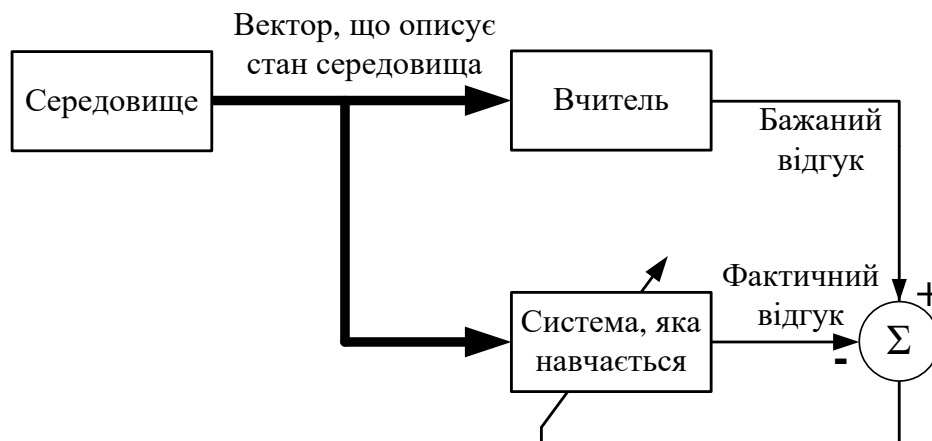 Вектор, що описує
стан середовища
Середовище
Вчитель
Бажаний
відгук
Фактичний
відгук
+
Система, яка
навчається
-
Σ